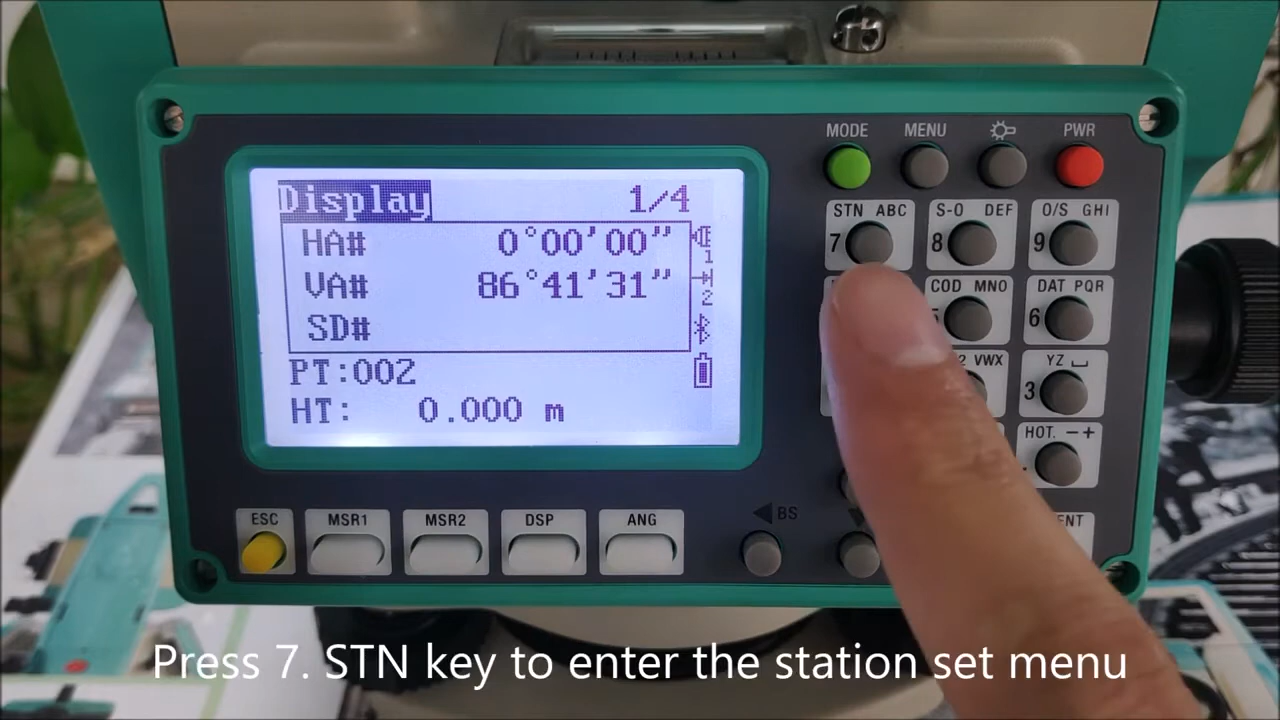 MODE MENU PWR
Display 1/4
HA# 0°00'00"
VA# 86°41'31"
SD#
PT:002
HT: 0.000 m
1
2
STN ABC
7
S-O DEF
8
O/S GHI
9
COD MNO
DAT PQR
6
VWX
YZ
3
HOT. -+
ESC MSR1 MSR2 DSP ANG
BS
ENT
Press 7. STN key to enter the station set menu